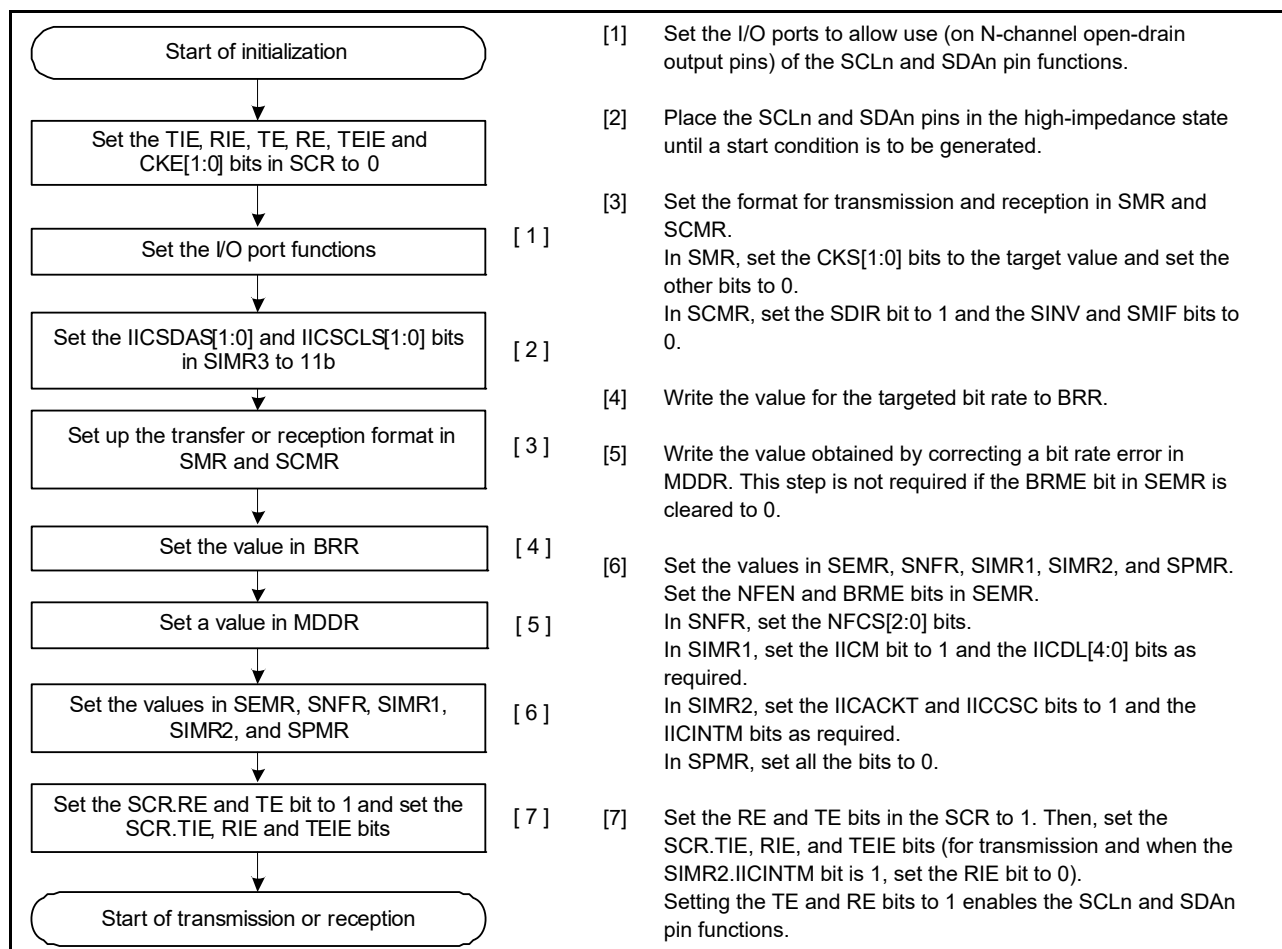 Start of initialization
Set the TIE, RIE, TE, RE, TEIE and
CKE[1:0] bits in SCR to 0
Set the I/O port functions
[ 1 ]
Set the IICSDAS[1:0] and IICSCLS[1:0] bits
in SIMR3 to 11b
[ 2 ]
Set up the transfer or reception format in
SMR and SCMR
[ 3 ]
Set the value in BRR
[ 4 ]
Set a value in MDDR
[ 5 ]
Set the values in SEMR, SNFR, SIMR1,
SIMR2, and SPMR
[ 6 ]
Set the SCR.RE and TE bit to 1 and set the
SCR.TIE, RIE and TEIE bits
[ 7 ]
Start of transmission or reception
[1] Set the I/O ports to allow use (on N-channel open-drain
output pins) of the SCLn and SDAn pin functions.
[2] Place the SCLn and SDAn pins in the high-impedance state
until a start condition is to be generated.
[3] Set the format for transmission and reception in SMR and
SCMR.
In SMR, set the CKS[1:0] bits to the target value and set the
other bits to 0.
In SCMR, set the SDIR bit to 1 and the SINV and SMIF bits to
0.
[4] Write the value for the targeted bit rate to BRR.
[5] Write the value obtained by correcting a bit rate error in
MDDR. This step is not required if the BRME bit in SEMR is
cleared to 0.
[6] Set the values in SEMR, SNFR, SIMR1, SIMR2, and SPMR.
Set the NFEN and BRME bits in SEMR.
In SNFR, set the NFCS[2:0] bits.
In SIMR1, set the IICM bit to 1 and the IICDL[4:0] bits as
required.
In SIMR2, set the IICACKT and IICCSC bits to 1 and the
IICINTM bits as required.
In SPMR, set all the bits to 0.
[7] Set the RE and TE bits in the SCR to 1. Then, set the
SCR.TIE, RIE, and TEIE bits (for transmission and when the
SIMR2.IICINTM bit is 1, set the RIE bit to 0).
Setting the TE and RE bits to 1 enables the SCLn and SDAn
pin functions.